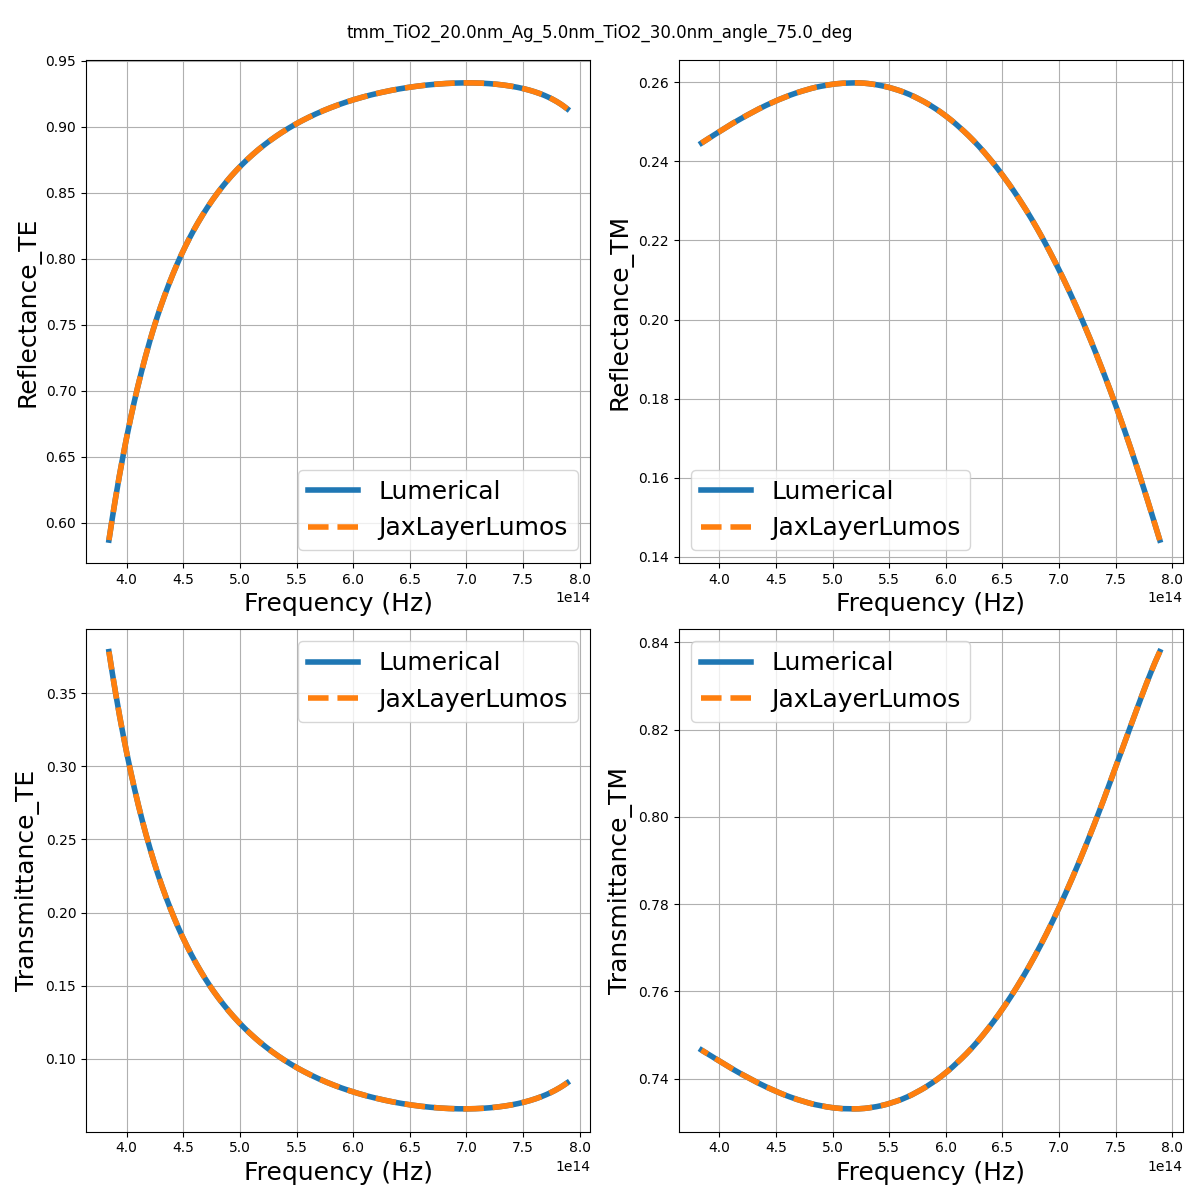 tmm_TiO2_20.0nm_Ag_5.0nm_TiO2_30.0nm_angle_75.0_deg
Reflectance_TE
0.95
0.90
0.85
0.80
0.75
0.70
0.65
0.60
Lumerical
JaxLayerLumos
4.0 4.5 5.0 5.5 6.0 6.5 7.0 7.5 8.0
1e14
Frequency (Hz)
Reflectance_TM
0.26
0.24
0.22
0.20
0.18
0.16
0.14
Lumerical
JaxLayerLumos
4.0 4.5 5.0 5.5 6.0 6.5 7.0 7.5 8.0
1e14
Frequency (Hz)
Transmittance_TE
0.35
0.30
0.25
0.20
0.15
0.10
Lumerical
JaxLayerLumos
4.0 4.5 5.0 5.5 6.0 6.5 7.0 7.5 8.0
1e14
Frequency (Hz)
Transmittance_TM
0.84
0.82
0.80
0.78
0.76
0.74
Lumerical
JaxLayerLumos
4.0 4.5 5.0 5.5 6.0 6.5 7.0 7.5 8.0
1e14
Frequency (Hz)